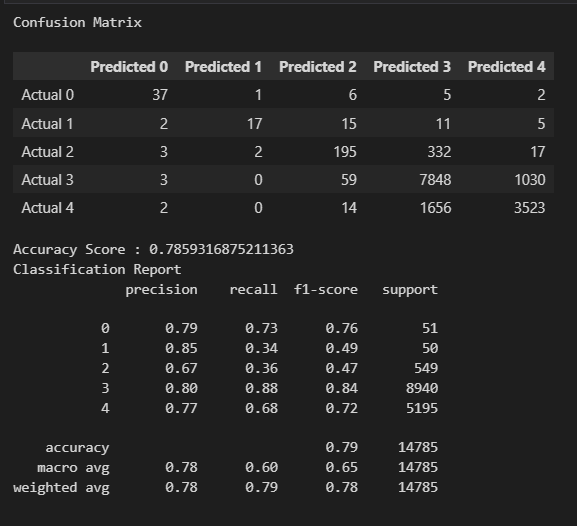 Confusion Matrix
Predicted 0 Predicted 1 Predicted 2 Predicted 3 Predicted 4
Actual 0 37 1 6 5 2
Actual 1 2 17 15 11 5
Actual 2 3 2 195 332 17
Actual 3 3 0 59 7848 1030
Actual 4 2 0 14 1656 3523
Accuracy Score : 0.7859316875211363
Classification Report
precision recall f1-score support
0 0.79 0.73 0.76 51
1 0.85 0.34 0.49 50
2 0.67 0.36 0.47 549
3 0.80 0.88 0.84 8940
4 0.77 0.68 0.72 5195
accuracy 0.79 14785
macro avg 0.78 0.60 0.65 14785
weighted avg 0.78 0.79 0.78 14785